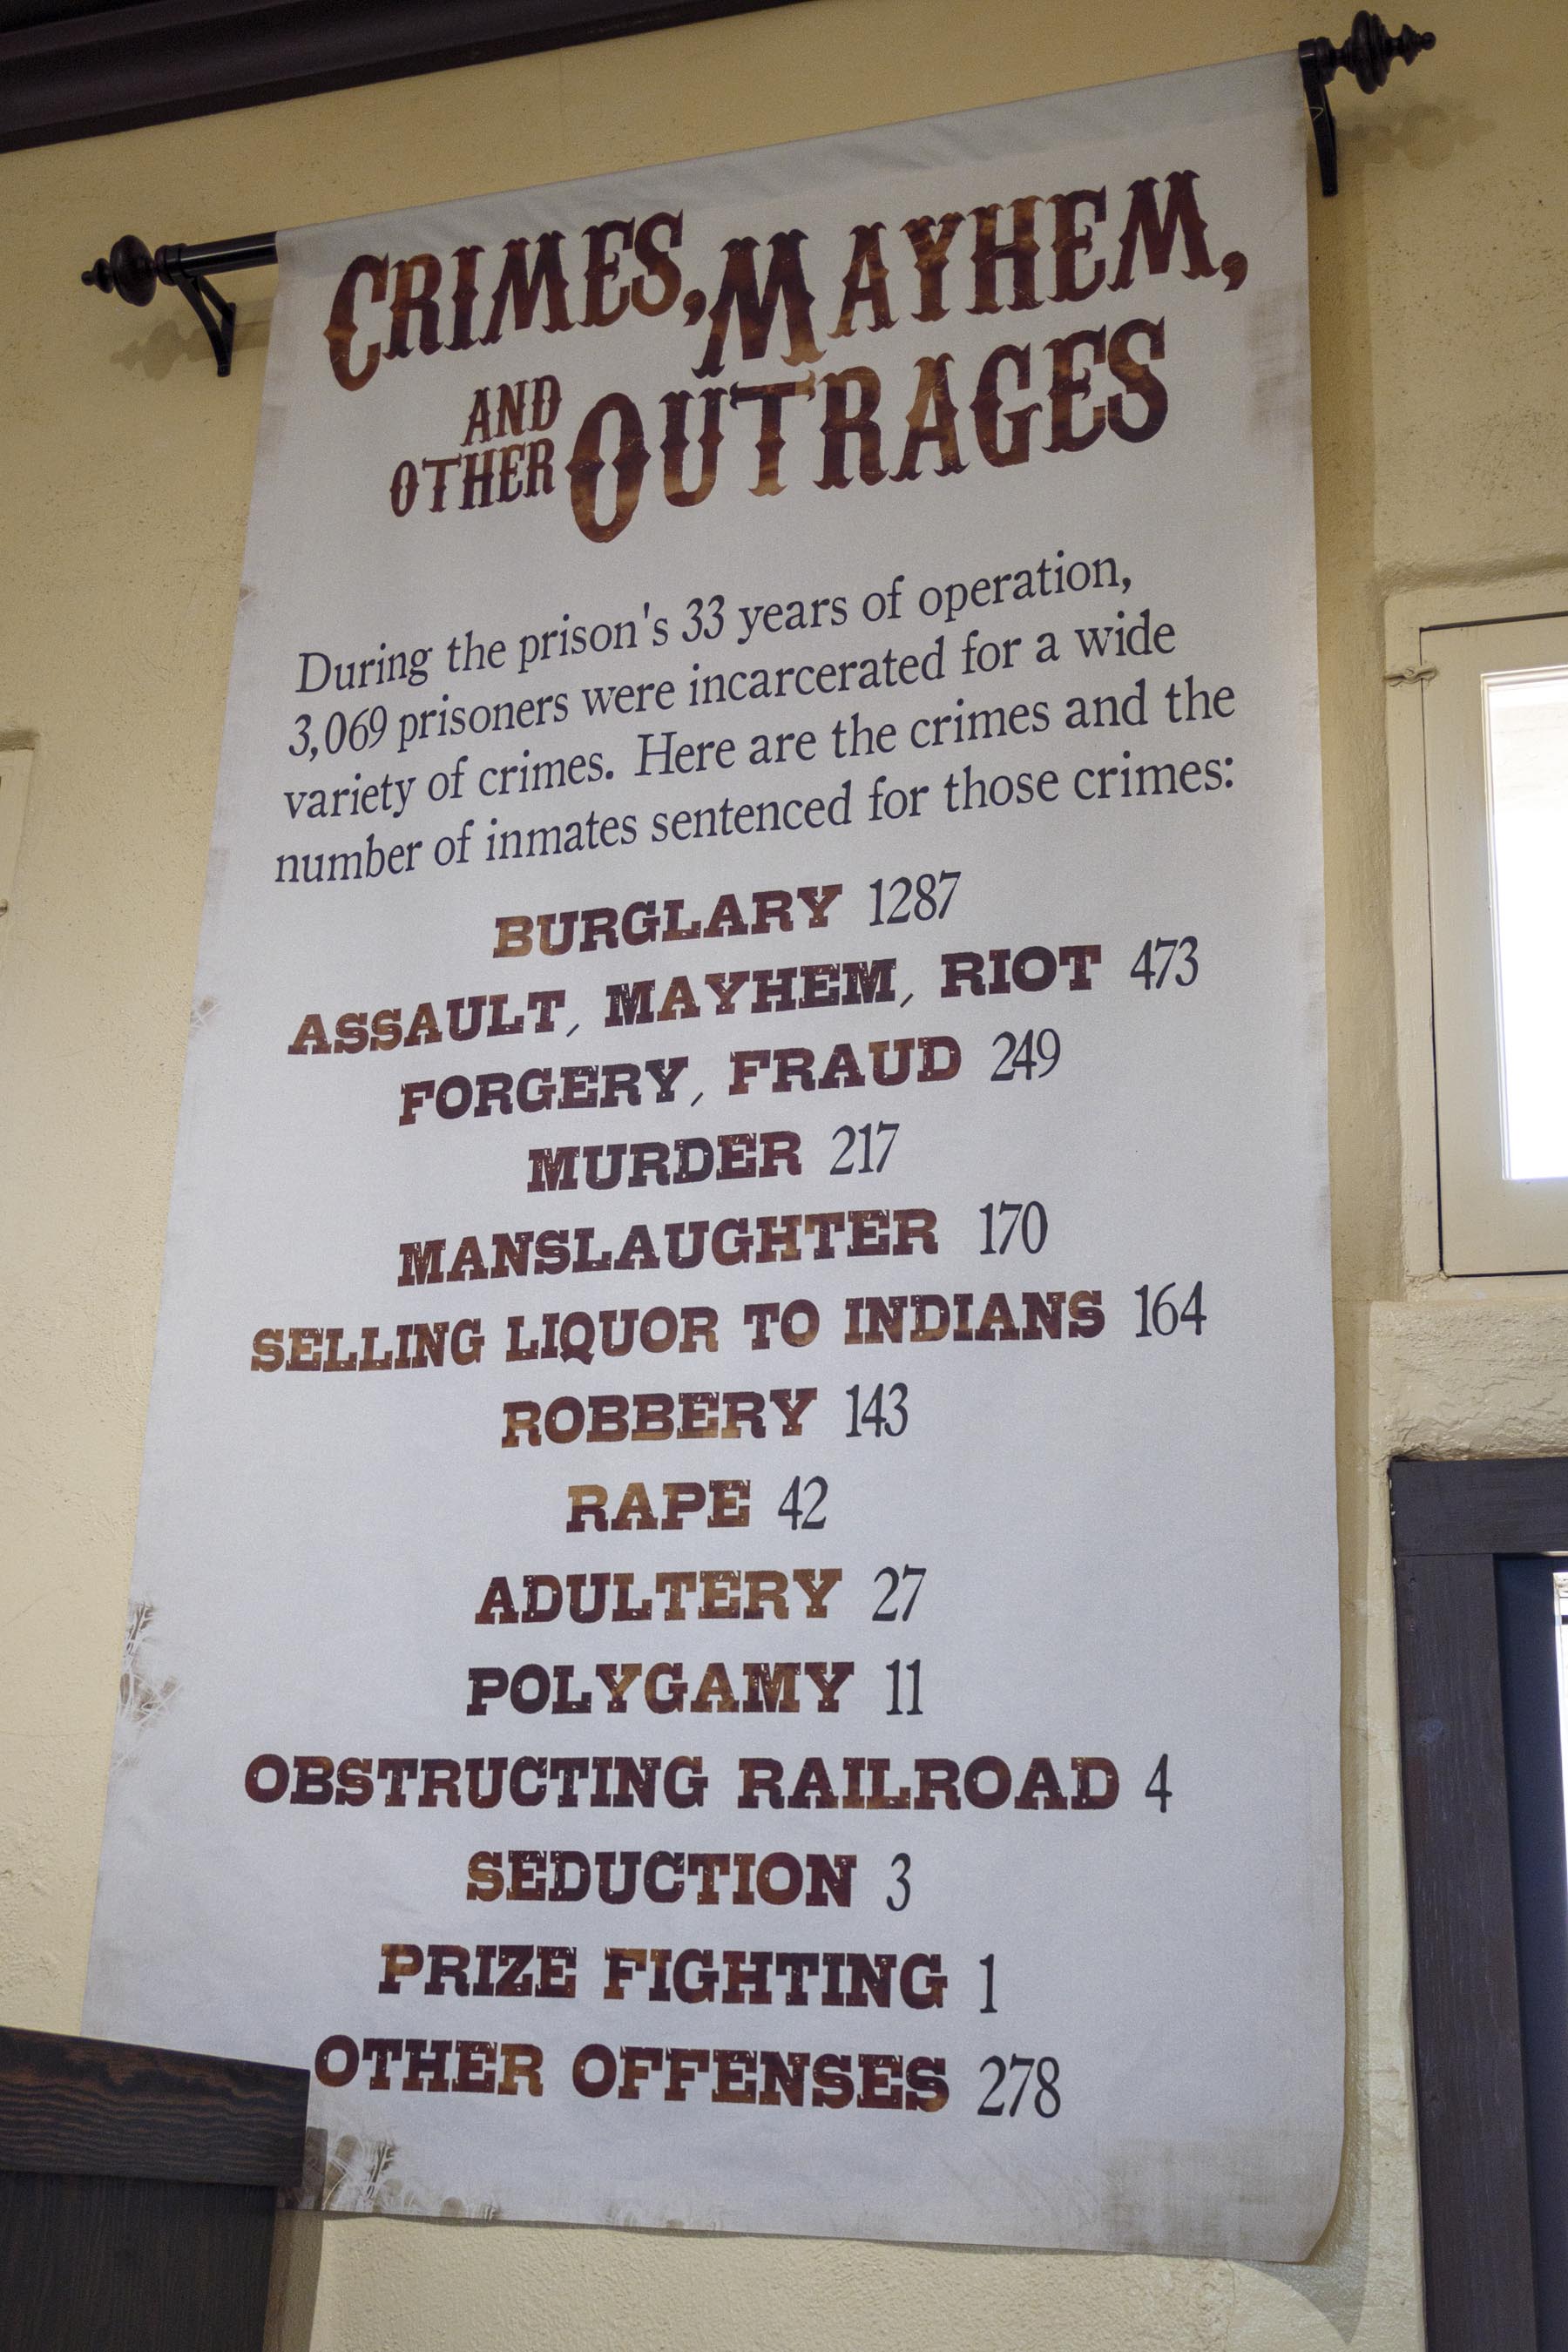 CRIMES, MAYHEM,
AND OTHER OUTRAGES
During the prison's 33 years of operation,
3,069 prisoners were incarcerated for a wide
variety of crimes. Here are the crimes and the
number of inmates sentenced for those crimes:
BURGLARY 1287
ASSAULT, MAYHEM, RIOT 473
FORGERY, FRAUD 249
MURDER 217
MANSLAUGHTER 170
SELLING LIQUOR TO INDIANS 164
ROBBERY 143
RAPE 42
ADULTERY 27
POLYGAMY 11
OBSTRUCTING RAILROAD 4
SEDUCTION 3
PRIZE FIGHTING 1
OTHER OFFENSES 278